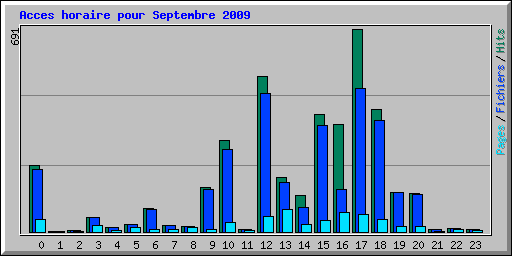 Acces horaire pour Septembre 2009
691
Pages / Fichiers / Hits
0 1 2 3 4 5 6 7 8 9 10 11 12 13 14 15 16 17 18 19 20 21 22 23